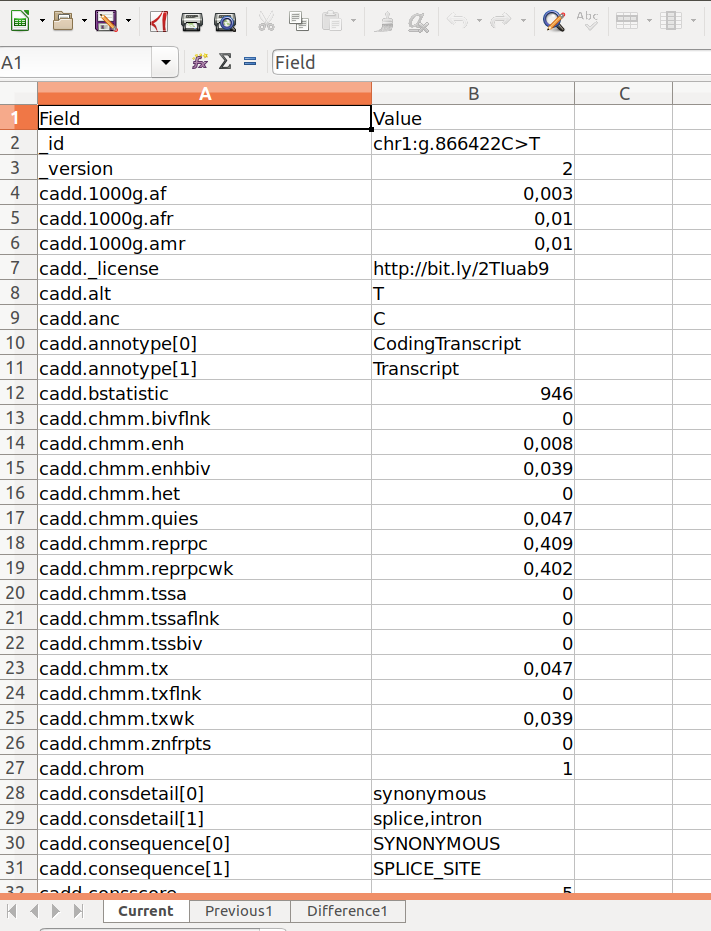 Abc
A1 fx Σ = Field
A B C
1 Field Value
2 _id chr1:g.866422C>T
3 _version 2
4 cadd.1000g.af 0,003
5 cadd.1000g.afr 0,01
6 cadd.1000g.amr 0,01
7 cadd._license http://bit.ly/2TIuab9
8 cadd.alt T
9 cadd.anc C
10 cadd.annotype[0] CodingTranscript
11 cadd.annotype[1] Transcript
12 cadd.bstatistic 946
13 cadd.chmm.bivflnk 0
14 cadd.chmm.enh 0,008
15 cadd.chmm.enhbiv 0,039
16 cadd.chmm.het 0
17 cadd.chmm.quies 0,047
18 cadd.chmm.reprpc 0,409
19 cadd.chmm.reprpcwk 0,402
20 cadd.chmm.tssa 0
21 cadd.chmm.tssaflnk 0
22 cadd.chmm.tssbiv 0
23 cadd.chmm.tx 0,047
24 cadd.chmm.txflnk 0
25 cadd.chmm.txwk 0,039
26 cadd.chmm.znfrpts 0
27 cadd.chrom 1
28 cadd.consdetail[0] synonymous
29 cadd.consdetail[1] splice,intron
30 cadd.consequence[0] SYNONYMOUS
31 cadd.consequence[1] SPLICE_SITE
32 cadd.consscore 5
Current Previous1 Difference1